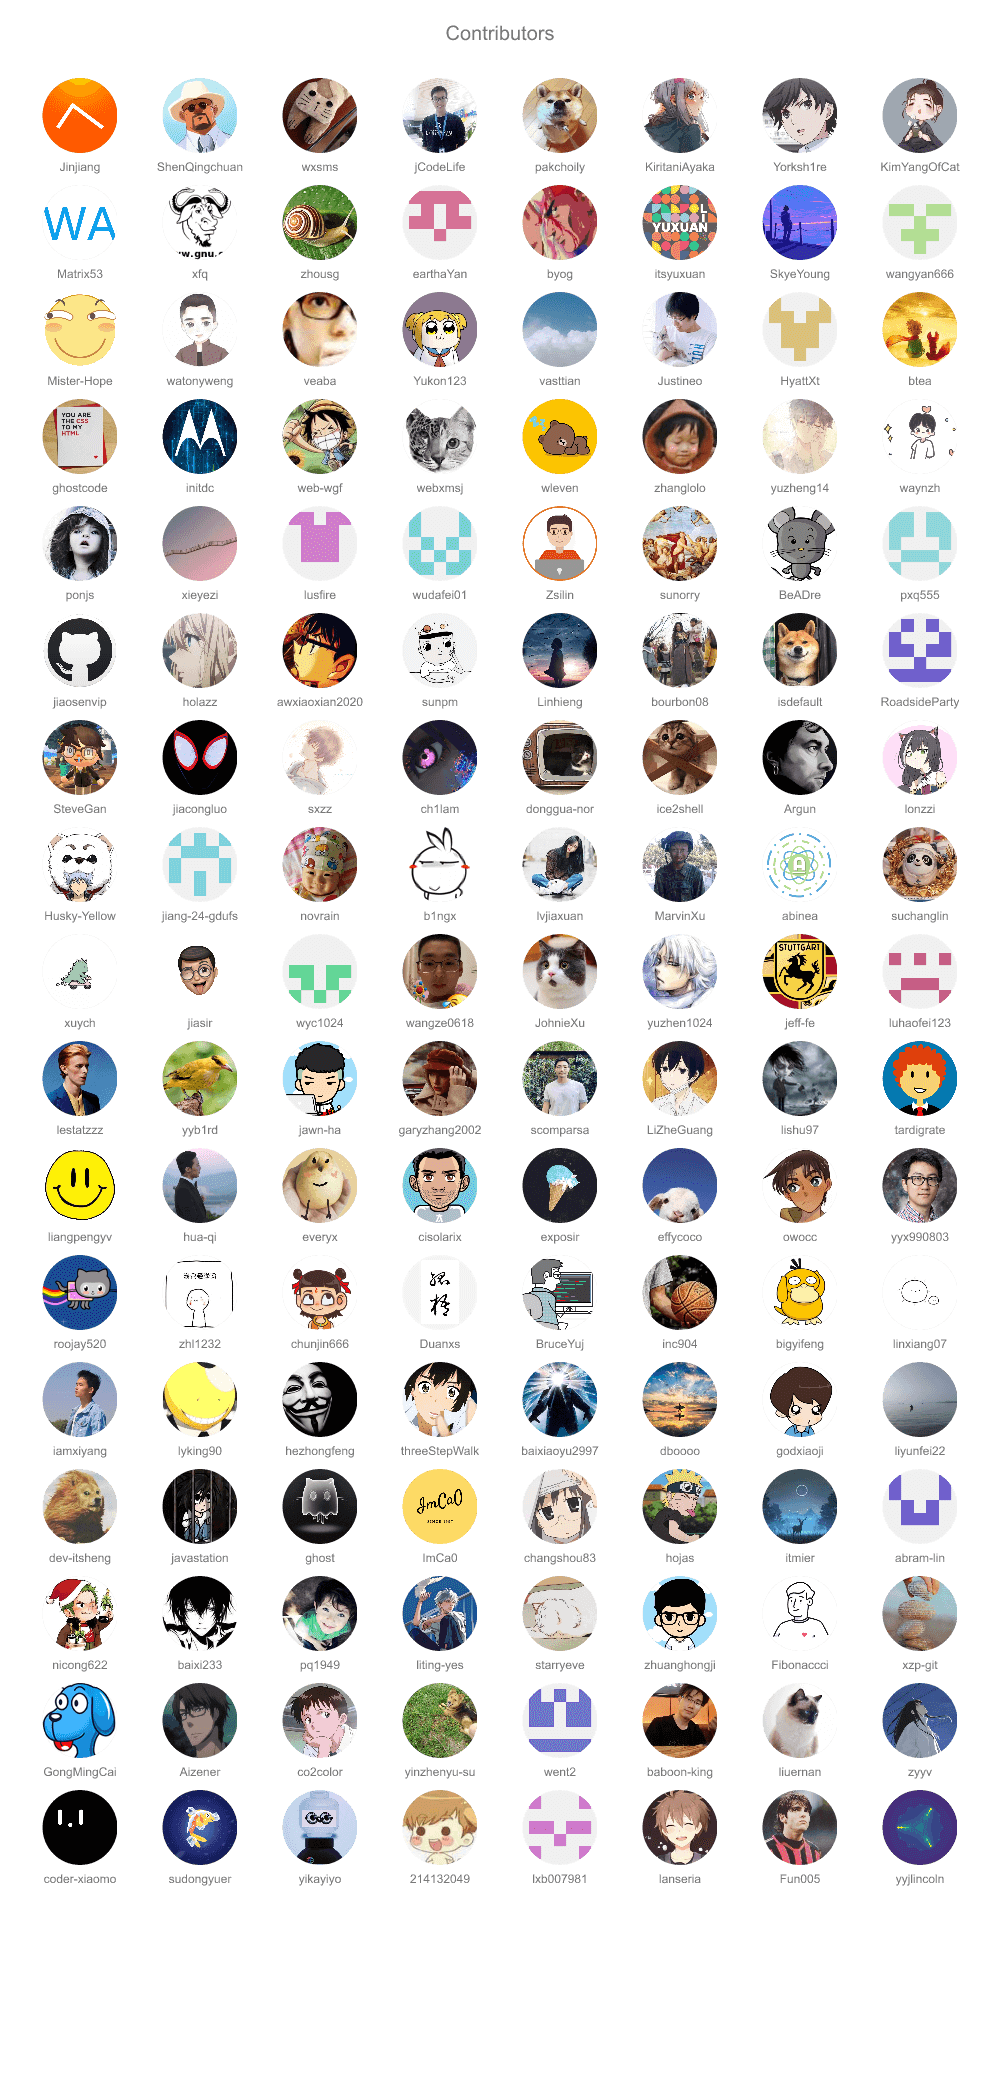 Contributors
Jinjiang ShenQingchuan wxsms jCodeLife pakchoily KiritaniAyaka Yorksh1re KimYangOfCat
WA
YUXUAN
Matrix53 xfq zhousg earthaYan byog itsyuxuan SkyeYoung wangyan666
Mister-Hope watonyweng veaba Yukon123 vasttian Justineo HyattXt btea
YOU ARE
THE CSS
TO MY
HTML
ghostcode initdc web-wgf webxmsj wleven zhanglolo yuzheng14 waynzh
ponjs xieyezi lusfire wudafei01 Zsilin sunorry BeADre pxq555
jiaosenvip holazz awxiaoxian2020 sunpm Linhieng bourbon08 isdefault RoadsideParty
SteveGan jiacongluo sxzz ch1lam donggua-nor ice2shell Argun lonzzi
Husky-Yellow jiang-24-gdufs novrain b1ngx lvjiaxuan MarvinXu abinea suchanglin
STUTTGART
xuych jiasir wyc1024 wangze0618 JohnieXu yuzhen1024 jeff-fe luhaofei123
lestatzzz yyb1rd jawn-ha garyzhang2002 scomparsa LiZheGuang lishu97 tardigrate
liangpengyv hua-qi everyx cisolarix exposir effycoco owocc yyx990803
roojay520 zhl1232 chunjin666 Duanxs BruceYuj inc904 bigyifeng linxiang07
iamxiyang lyking90 hezhongfeng threeStepWalk baixiaoyu2997 dboooo godxiaoji liyunfei22
JmCaO
dev-itsheng javastation ghost ImCa0 changshou83 hojas itmier abram-lin
nicong622 baixi233 pq1949 liting-yes starryeve zhuanghongji Fibonaccci xzp-git
GongMingCai Aizener co2color yinzhenyu-su went2 baboon-king liuernan zyyv
coder-xiaomo sudongyuer yikayiyo 214132049 lxb007981 lanseria Fun005 yyjlincoln